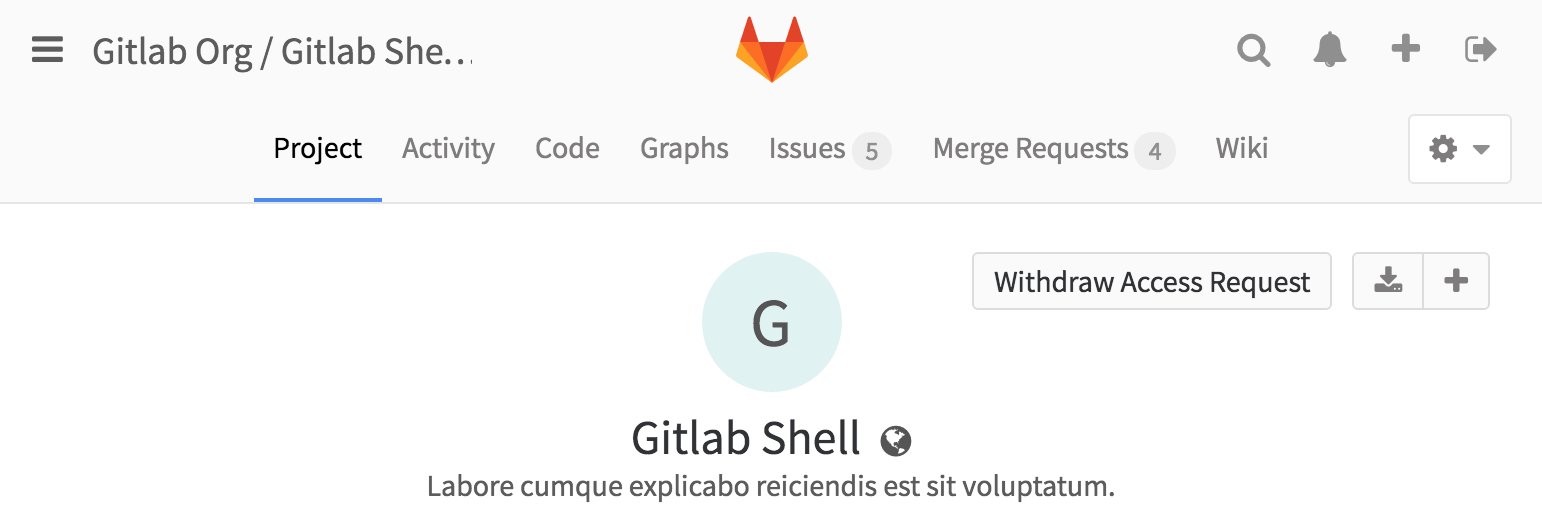 Gitlab Org / Gitlab She...
Project Activity Code Graphs Issues 5 Merge Requests 4 Wiki
Withdraw Access Request
G
Gitlab Shell
Labore cumque explicabo reiciendis est sit voluptatum.